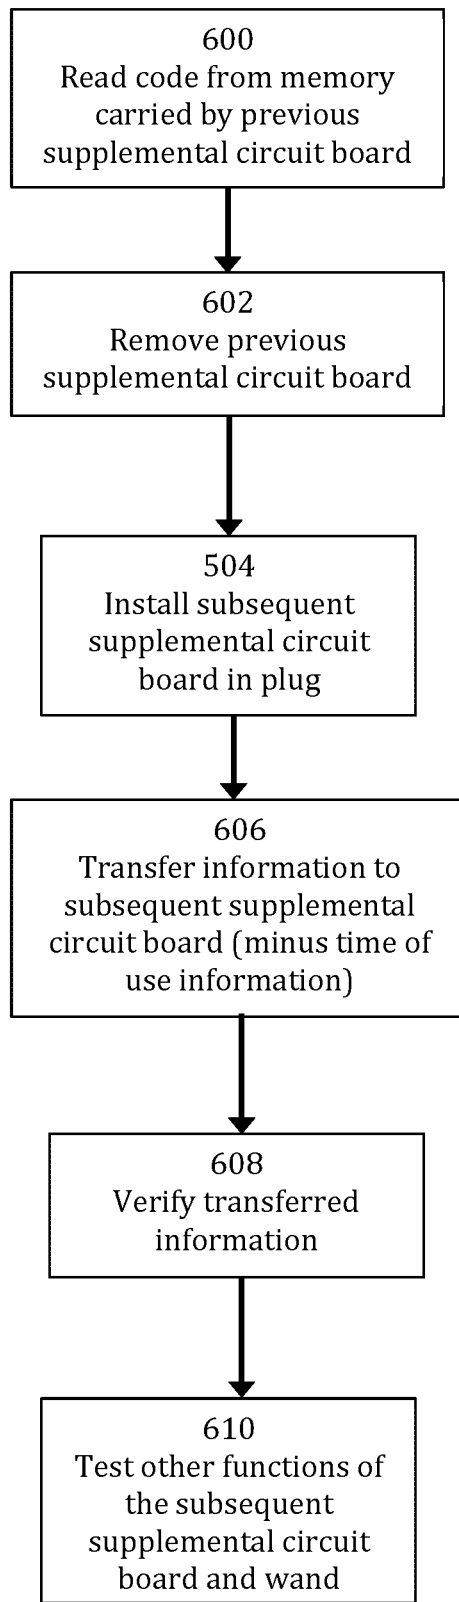 600
Read code from memory
carried by previous
supplemental circuit board
602
Remove previous
supplemental circuit board
504
Install subsequent
supplemental circuit
board in plug
606
Transfer information to
subsequent supplemental
circuit board (minus time of
use information)
608
Verify transferred
information
610
Test other functions of
the subsequent
supplemental circuit
board and wand